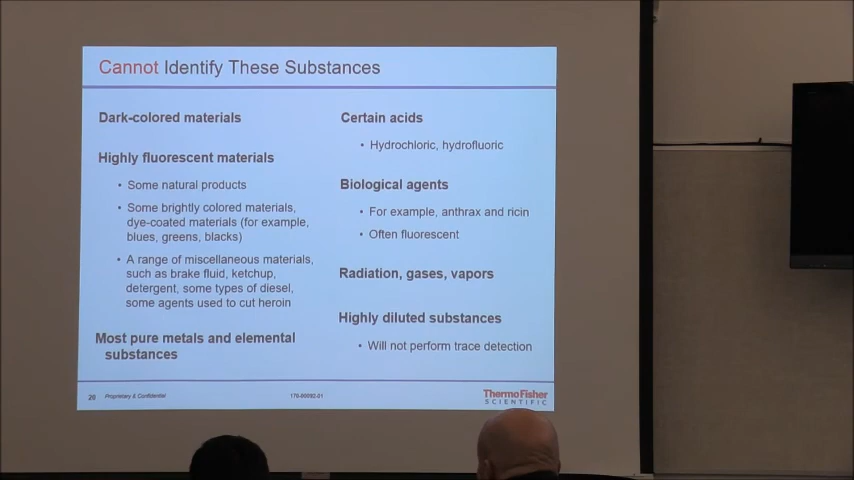 Cannot Identify These Substances
Dark-colored materials
Highly fluorescent materials
• Some natural products
• Some brightly colored materials,
dye-coated materials (for example,
blues, greens, blacks)
• A range of miscellaneous materials,
such as brake fluid, ketchup,
detergent, some types of diesel,
some agents used to cut heroin
Most pure metals and elemental
substances
Certain acids
• Hydrochloric, hydrofluoric
Biological agents
• For example, anthrax and ricin
• Often fluorescent
Radiation, gases, vapors
Highly diluted substances
• Will not perform trace detection
Proprietary & Confidential
ThermoFisher
SCIENTIFIC